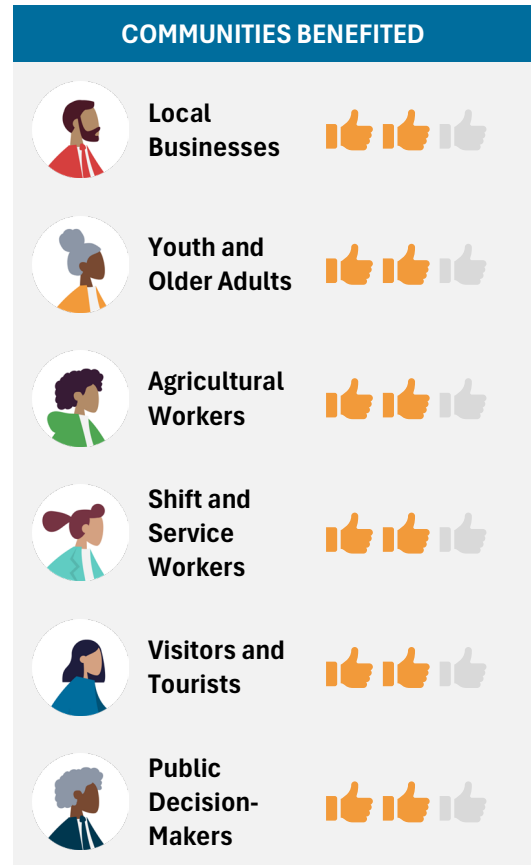 COMMUNITIES BENEFITED
Local
Businesses
Youth and
Older Adults
Agricultural
Workers
Shift and
Service
Workers
Visitors and
Tourists
Public
Decision-
Makers